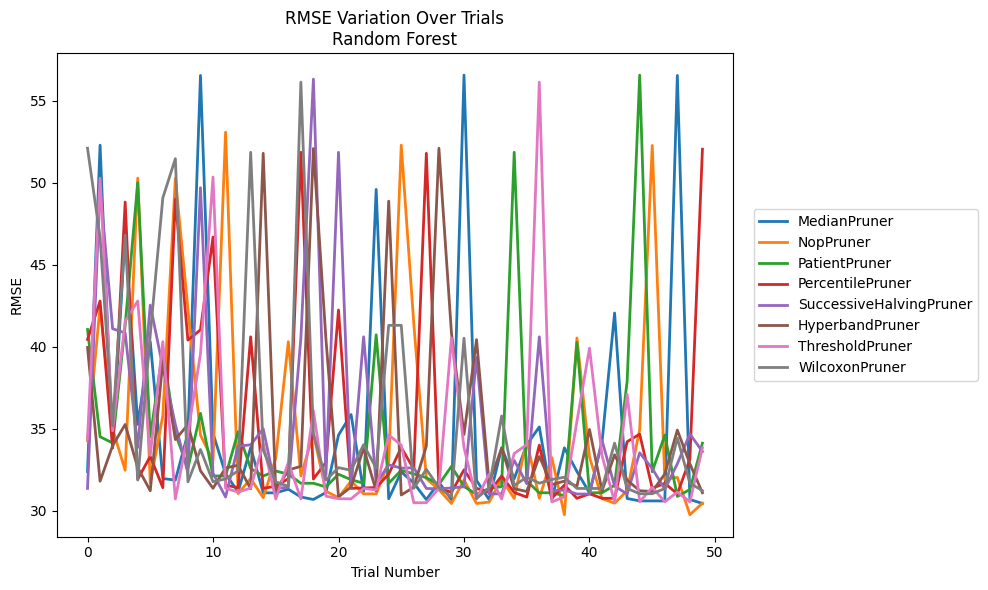 RMSE Variation Over Trials
Random Forest
RMSE
55
50
45
40
35
30
0
10
20
30
40
50
Trial Number
MedianPruner
NopPruner
PatientPruner
PercentilePruner
SuccessiveHalvingPruner
HyperbandPruner
ThresholdPruner
WilcoxonPruner